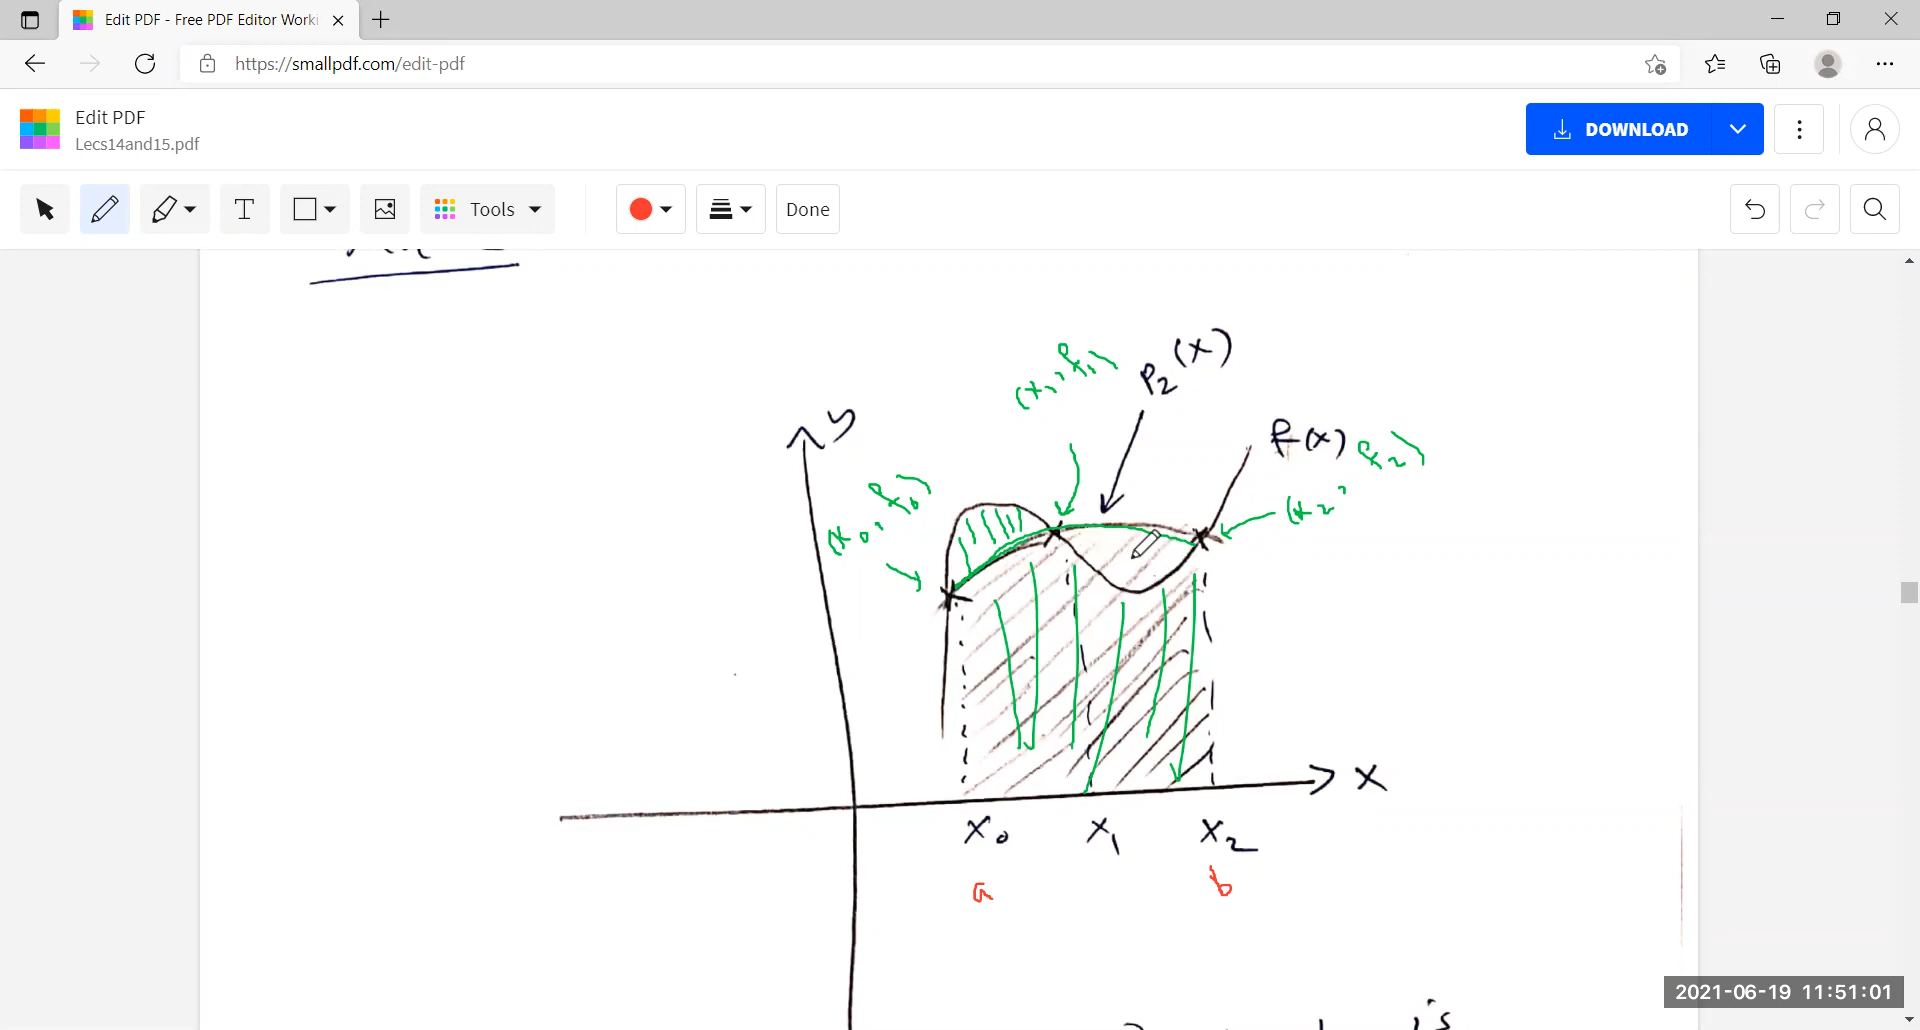 Edit PDF - Free PDF Editor Worki
https://smallpdf.com/edit-pdf
Edit PDF
Lecs14and15.pdf
DOWNLOAD
T
Tools
Done
P₂(x)
(x₁, f₁)
y
f(x)
(x₀, f₀)
(x₂, f₂)
x
x₀ x₁ x₂
a b
2021-06-19 11:51:01
is